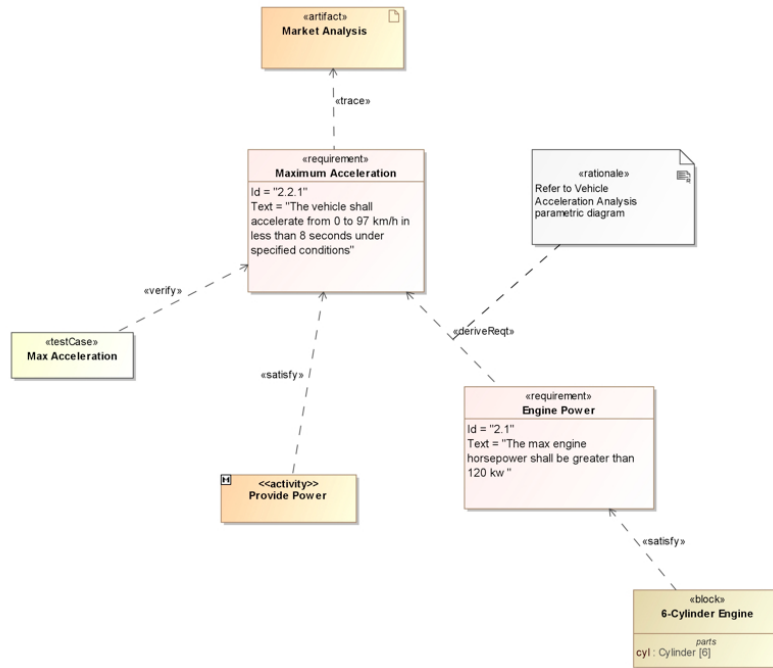 «artifact»
Market Analysis
«trace»
«requirement»
Maximum Acceleration
Id = "2.2.1"
Text = "The vehicle shall
accelerate from 0 to 97 km/h in
less than 8 seconds under
specified conditions"
«rationale»
Refer to Vehicle
Acceleration Analysis
parametric diagram
«verify»
«testCase»
Max Acceleration
«deriveReqt»
«satisfy»
«requirement»
Engine Power
Id = "2.1"
Text = "The max engine
horsepower shall be greater than
120 kw "
<<activity>>
Provide Power
«satisfy»
«block»
6-Cylinder Engine
parts
cyl : Cylinder [6]